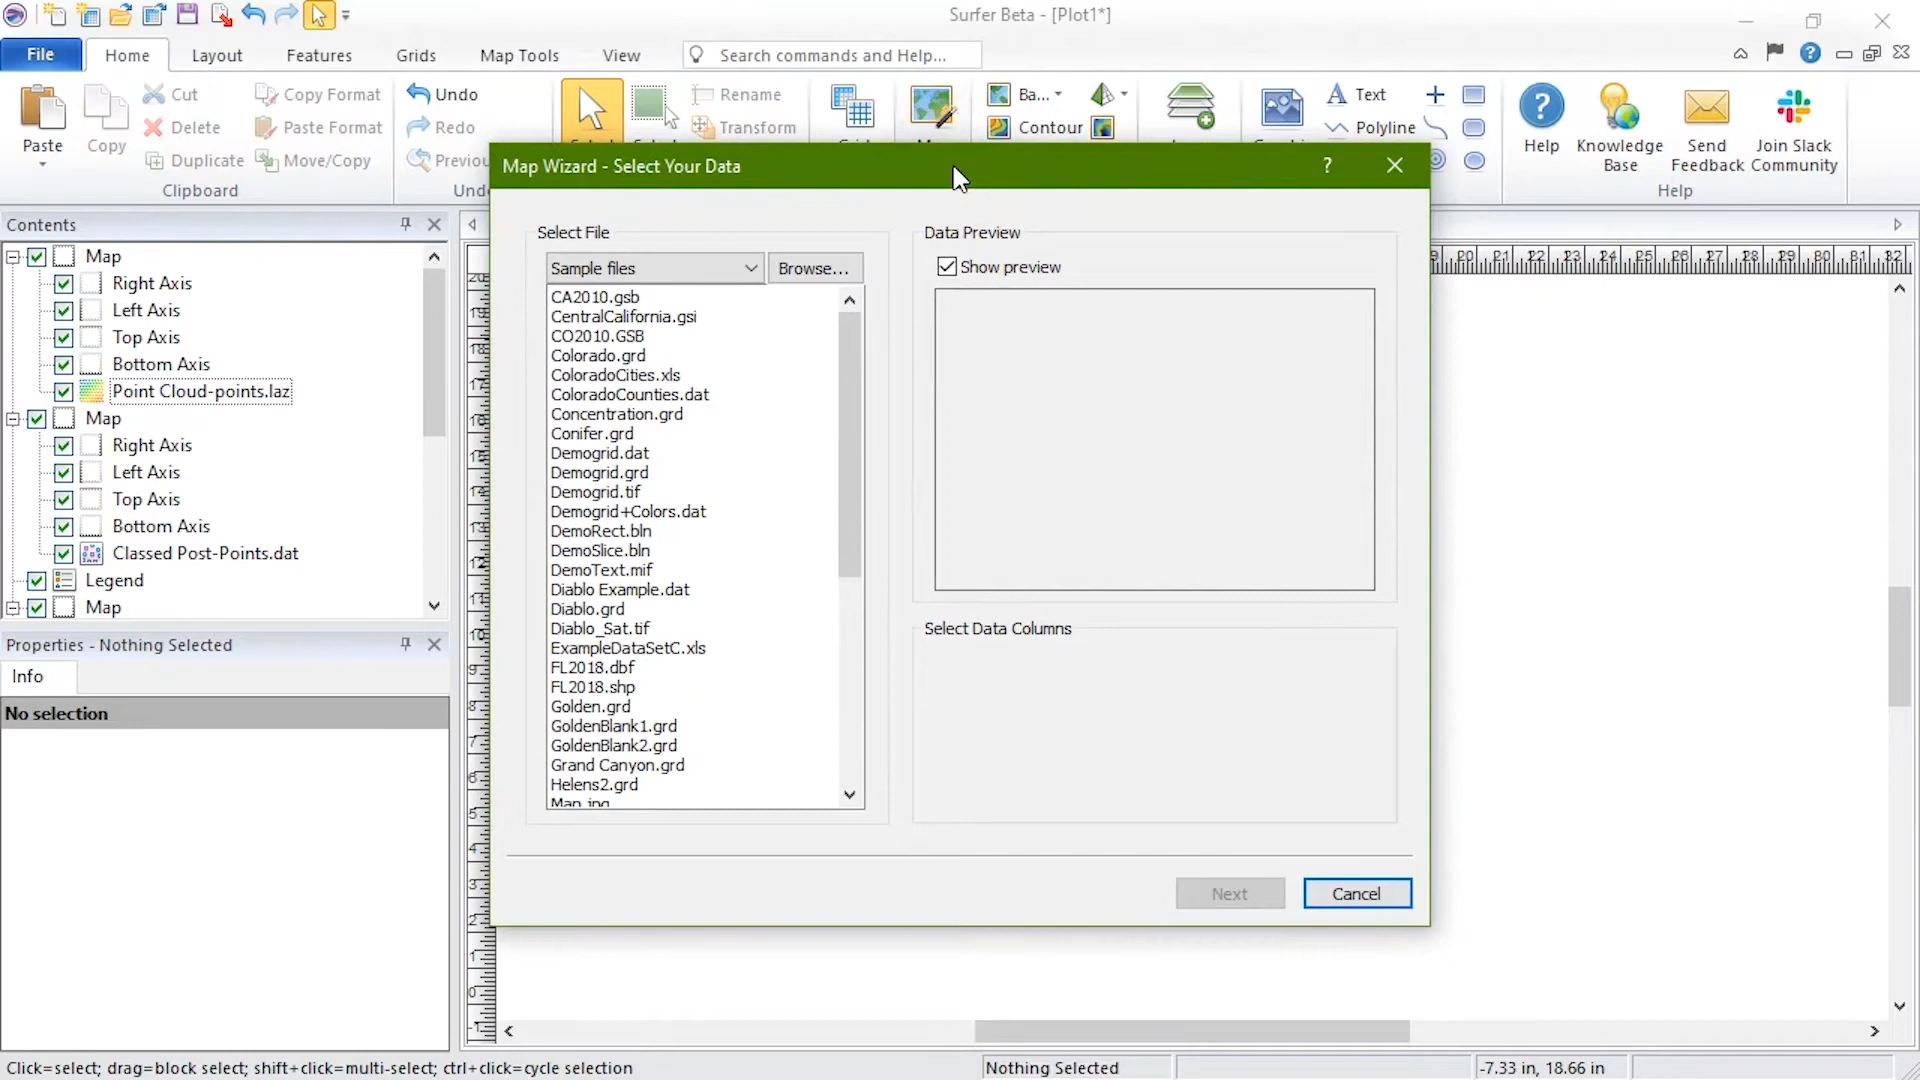 Surfer Beta - [Plot1*]
File
Home
Layout
Features
Grids
Map Tools
View
Search commands and Help...
Paste
Copy
Cut
Delete
Duplicate
Copy Format
Paste Format
Move/Copy
Clipboard
Undo
Redo
Previou
Und
Rename
Transform
Ba...
Contour
Text
Polyline
Help
Knowledge Base
Send Feedback
Join Slack Community
Help
Map Wizard - Select Your Data
Contents
Map
Right Axis
Left Axis
Top Axis
Bottom Axis
Point Cloud-points.laz
Map
Right Axis
Left Axis
Top Axis
Bottom Axis
Classed Post-Points.dat
Legend
Map
Properties - Nothing Selected
Info
No selection
Select File
Sample files
Browse...
CA2010.gsb
CentralCalifornia.gsi
CO2010.GSB
Colorado.grd
ColoradoCities.xls
ColoradoCounties.dat
Concentration.grd
Conifer.grd
Demogrid.dat
Demogrid.grd
Demogrid.tif
Demogrid+Colors.dat
DemoRect.bln
DemoSlice.bln
DemoText.mif
Diablo Example.dat
Diablo.grd
Diablo_Sat.tif
ExampleDataSetC.xls
FL2018.dbf
FL2018.shp
Golden.grd
GoldenBlank1.grd
GoldenBlank2.grd
Grand Canyon.grd
Helens2.grd
Map.jpg
Data Preview
Show preview
Select Data Columns
Next
Cancel
Click=select; drag=block select; shift+click=multi-select; ctrl+click=cycle selection
Nothing Selected
-7.33 in, 18.66 in